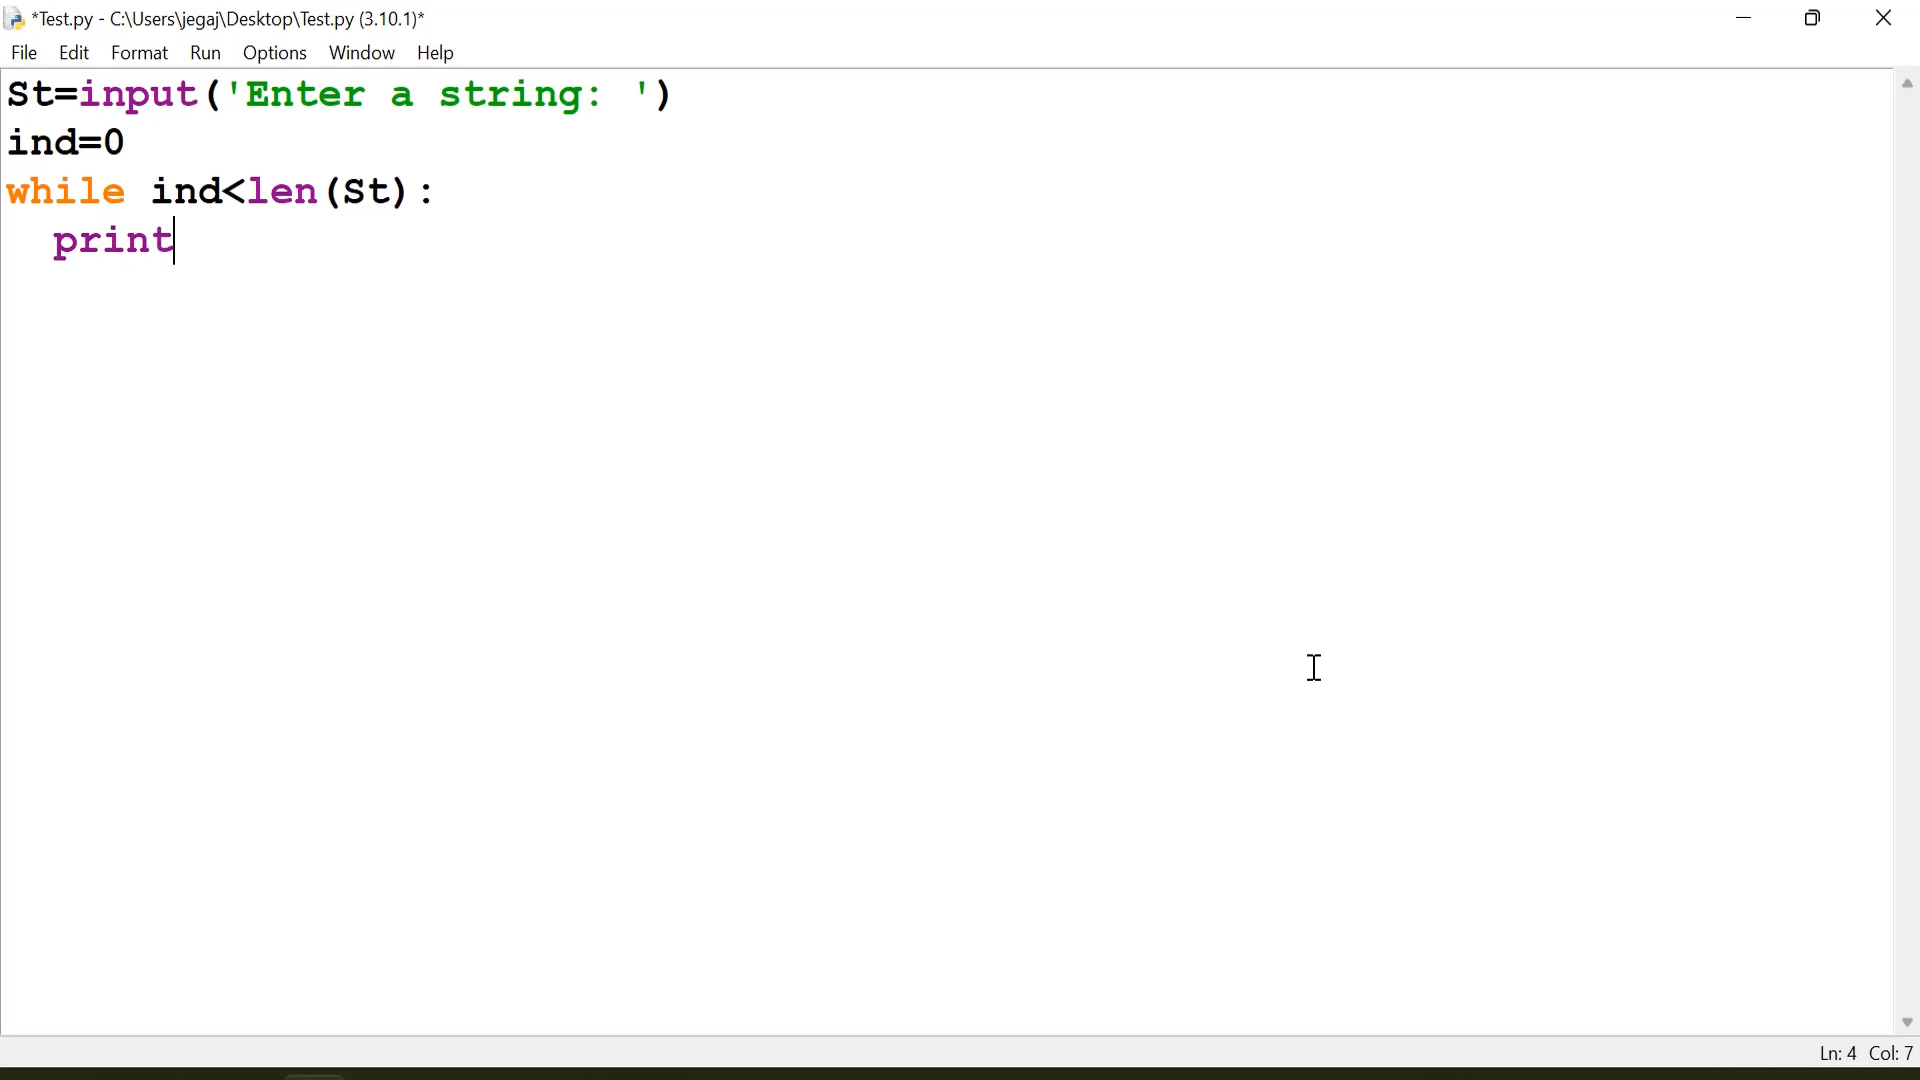 *Test.py - C:\Users\jegaj\Desktop\Test.py (3.10.1)*
File Edit Format Run Options Window Help
St=input('Enter a string: ')
ind=0
while ind<len(St):
  print
Ln: 4 Col: 7